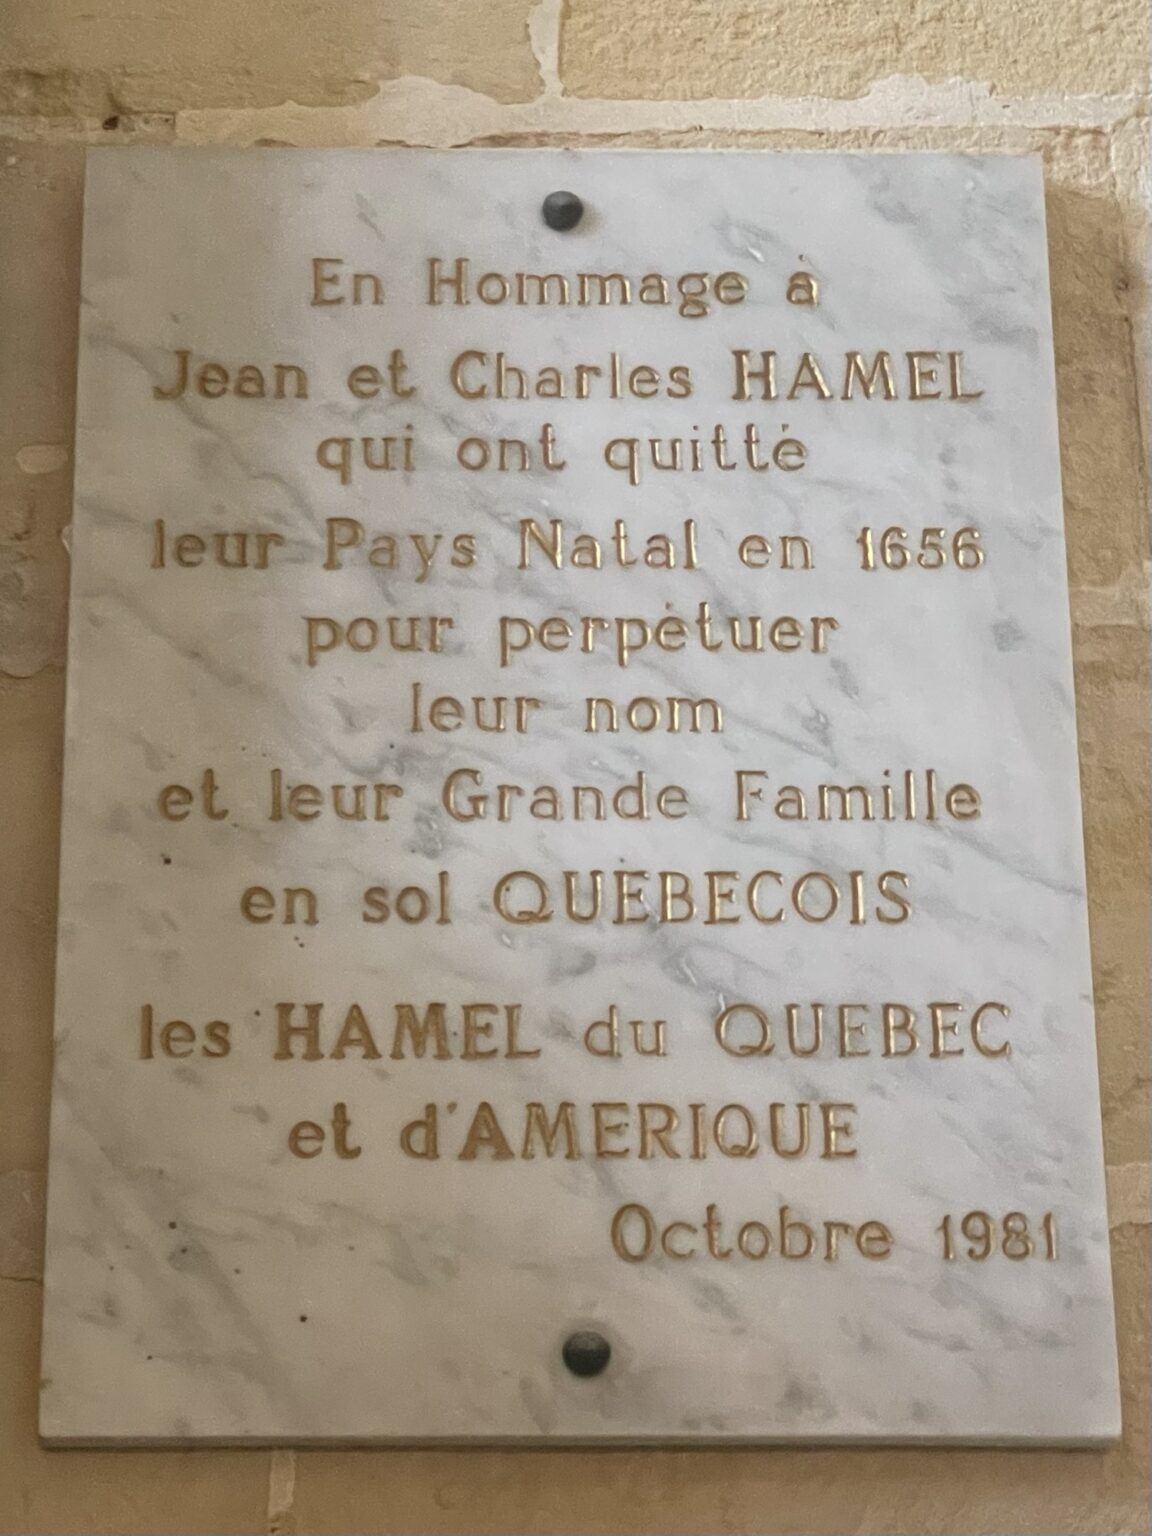 En Hommage à
Jean et Charles HAMEL
qui ont quitté
leur Pays Natal en 1656
pour perpétuer
leur nom
et leur Grande Famille
en sol QUÉBECOIS
les HAMEL du QUEBEC
et d'AMERIQUE
Octobre 1981